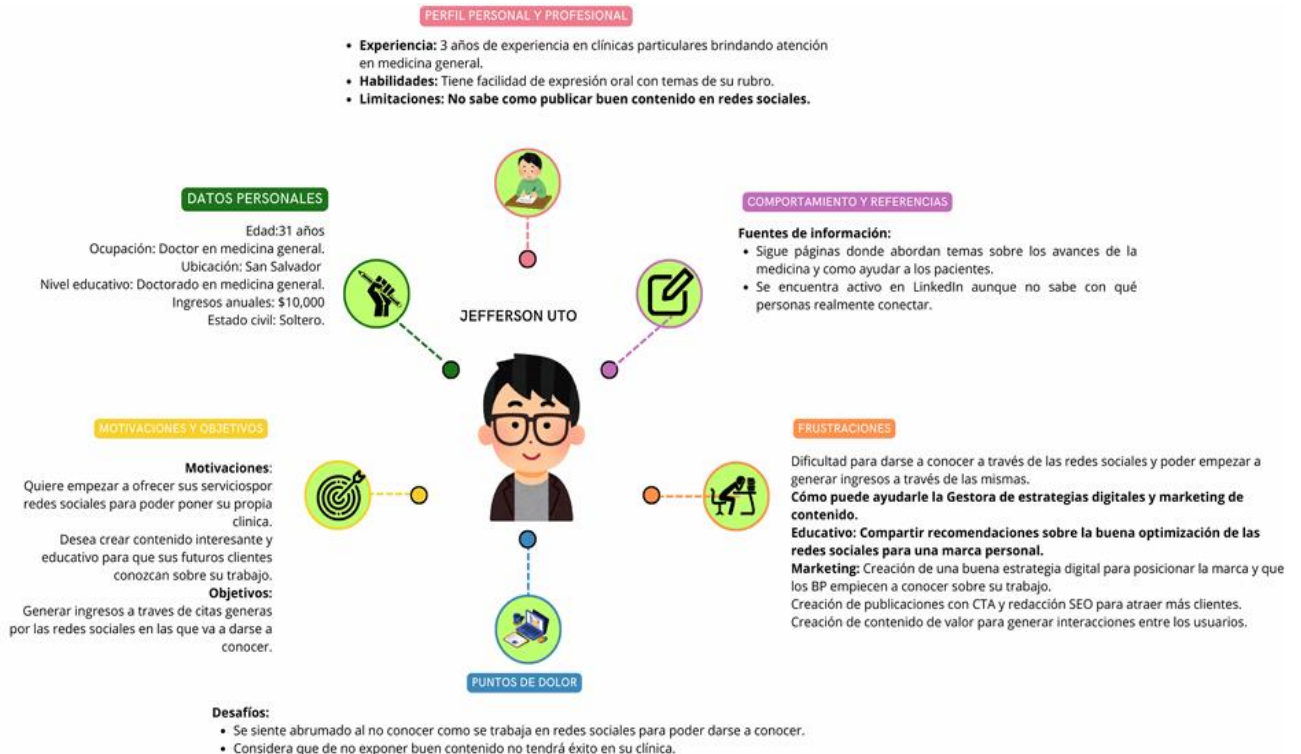 PERFIL PERSONAL Y PROFESIONAL
• Experiencia: 3 años de experiencia en clínicas particulares brindando atención
en medicina general.
• Habilidades: Tiene facilidad de expresión oral con temas de su rubro.
• Limitaciones: No sabe como publicar buen contenido en redes sociales.
DATOS PERSONALES
Edad:31 años
Ocupación: Doctor en medicina general.
Ubicación: San Salvador
Nivel educativo: Doctorado en medicina general.
Ingresos anuales: $10,000
Estado civil: Soltero.
COMPORTAMIENTO Y REFERENCIAS
Fuentes de información:
• Sigue páginas donde abordan temas sobre los avances de la
medicina y como ayudar a los pacientes.
• Se encuentra activo en LinkedIn aunque no sabe con qué
personas realmente conectar.
JEFFERSON UTO
MOTIVACIONES Y OBJETIVOS
Motivaciones:
Quiere empezar a ofrecer sus serviciospor
redes sociales para poder poner su propia
clinica.
Desea crear contenido interesante y
educativo para que sus futuros clientes
conozcan sobre su trabajo.
Objetivos:
Generar ingresos a traves de citas generas
por las redes sociales en las que va a darse a
conocer.
FRUSTRACIONES
Dificultad para darse a conocer a través de las redes sociales y poder empezar a
generar ingresos a través de las mismas.
Cómo puede ayudarle la Gestora de estrategias digitales y marketing de
contenido.
Educativo: Compartir recomendaciones sobre la buena optimización de las
redes sociales para una marca personal.
Marketing: Creación de una buena estrategia digital para posicionar la marca y que
los BP empiecen a conocer sobre su trabajo.
Creación de publicaciones con CTA y redacción SEO para atraer más clientes.
Creación de contenido de valor para generar interacciones entre los usuarios.
PUNTOS DE DOLOR
Desafíos:
• Se siente abrumado al no conocer como se trabaja en redes sociales para poder darse a conocer.
• Considera que de no exponer buen contenido no tendrá éxito en su clínica.